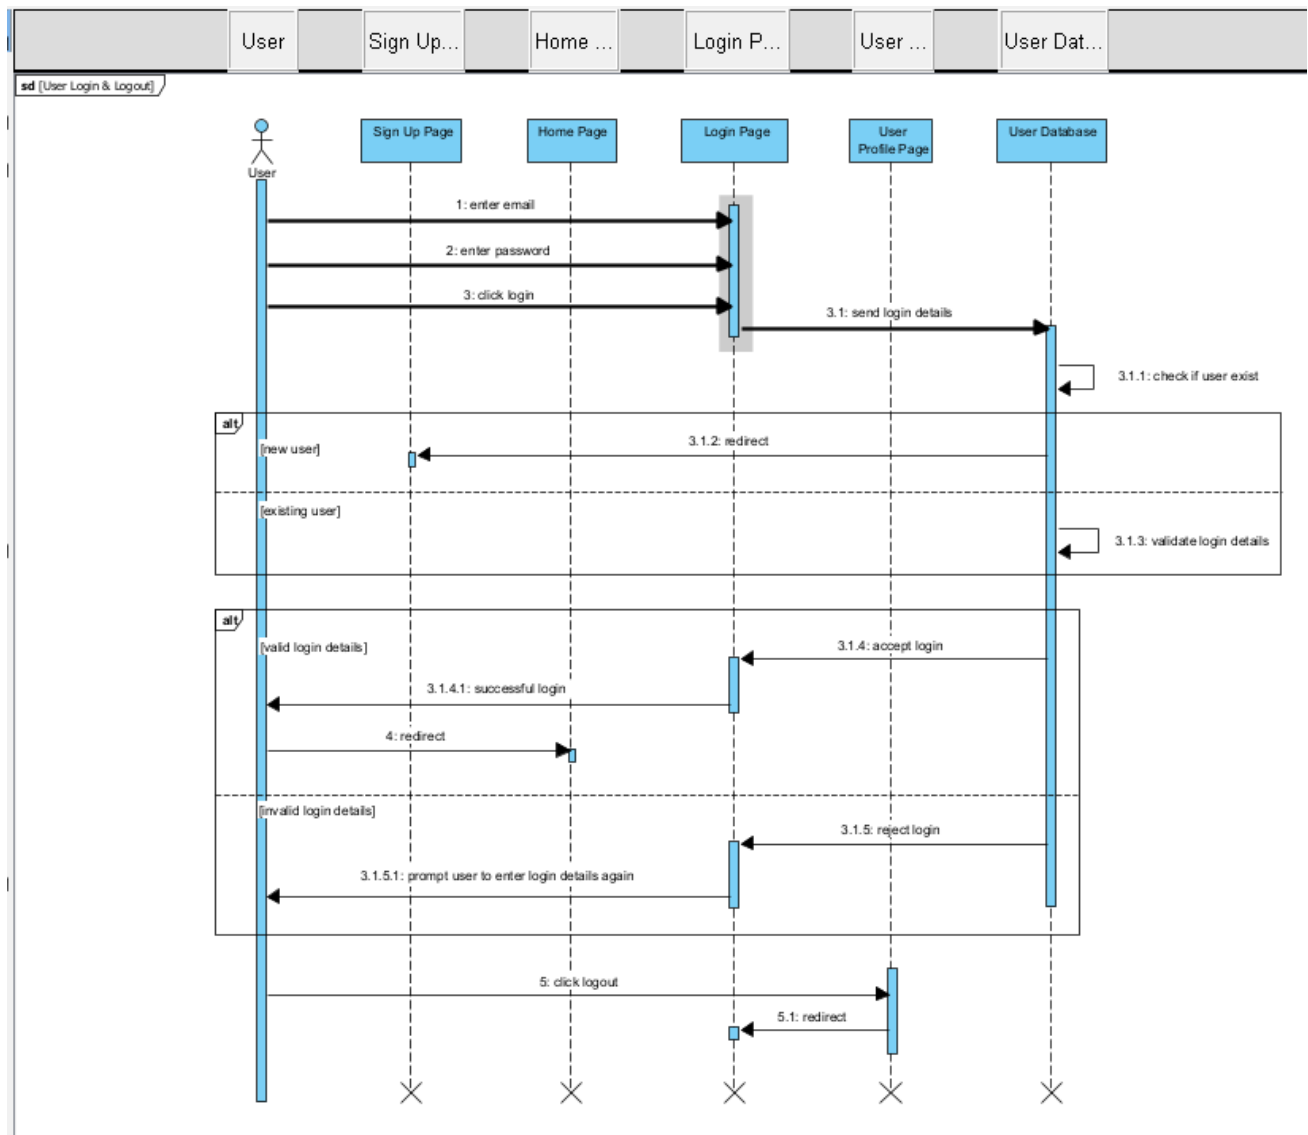 User
Sign Up...
Home ...
Login P...
User ...
User Dat...
sd [User Login & Logout]
User
Sign Up Page
Home Page
Login Page
User
Profile Page
User Database
1: enter email
2: enter password
3: click login
3.1: send login details
3.1.1: check if user exist
alt
[new user]
3.1.2: redirect
[existing user]
3.1.3: validate login details
alt
[valid login details]
3.1.4: accept login
3.1.4.1: successful login
4: redirect
[invalid login details]
3.1.5: reject login
3.1.5.1: prompt user to enter login details again
5: click logout
5.1: redirect